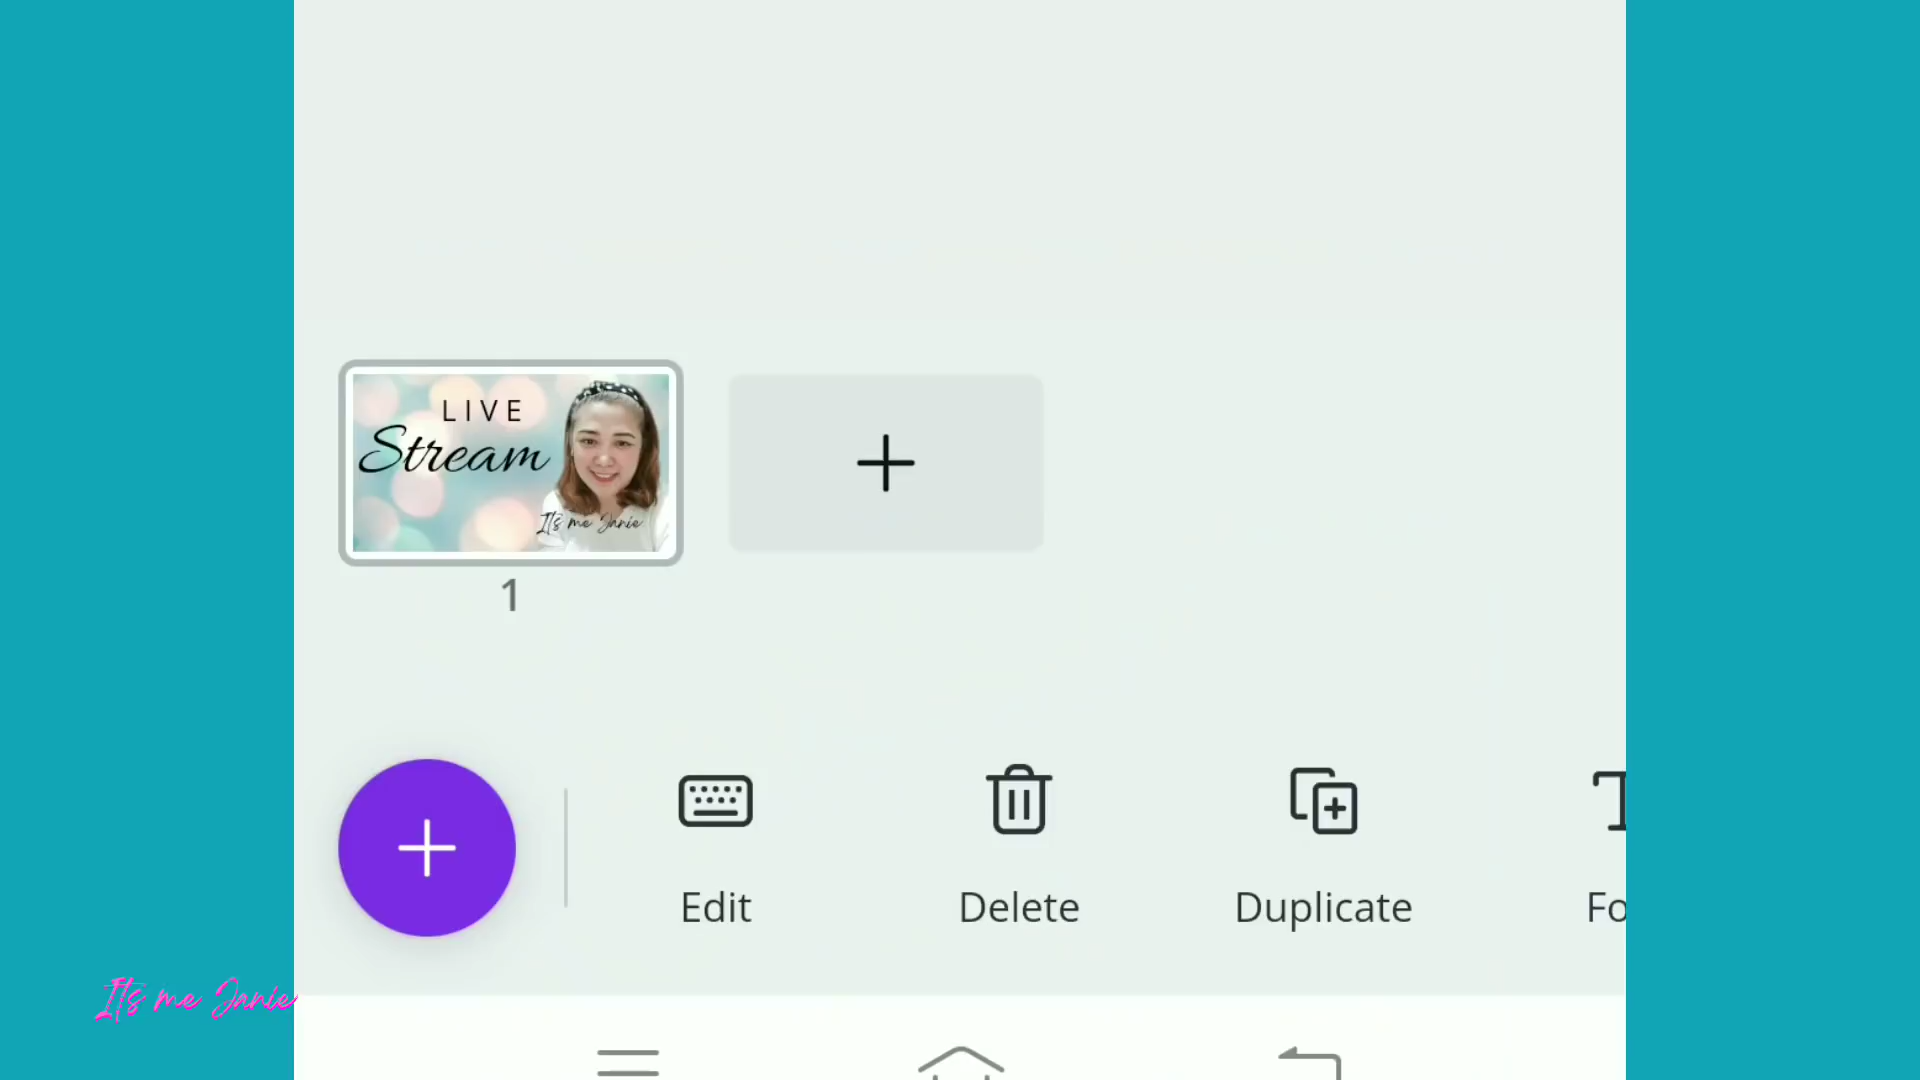 LIVE
Stream
It's me Janie
1
Edit
Delete
Duplicate
Fo
It's me Janie